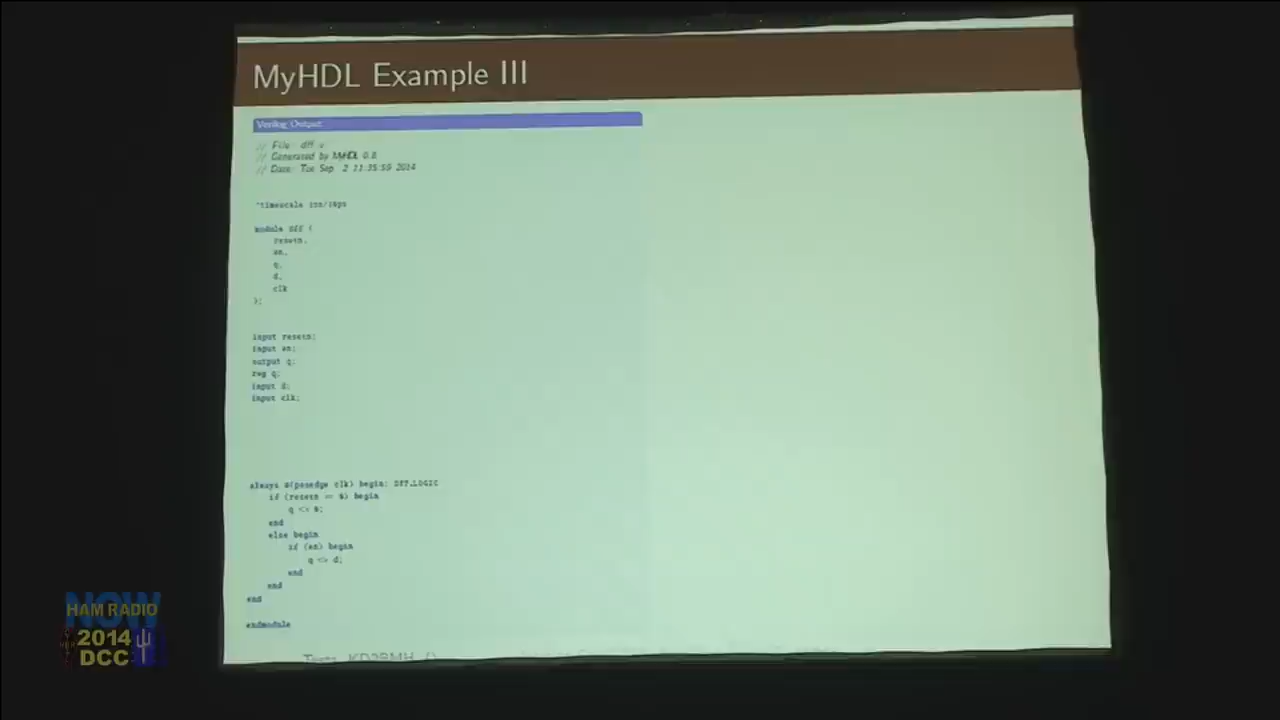 MyHDL Example III
Verilog Output
// File: dff.v
// Generated by MyHDL 0.8
// Date: Tue Sep 2 11:35:59 2014
`timescale 1ns/10ps
module dff (
resetn,
en,
q,
d,
clk
);
input resetn;
input en;
output q;
reg q;
input d;
input clk;
always @(posedge clk) begin: DFF_LOGIC
if (resetn == 0) begin
q <= 0;
end
else begin
if (en) begin
q <= d;
end
end
end
endmodule
HAM RADIO
NOW
2014
DCC